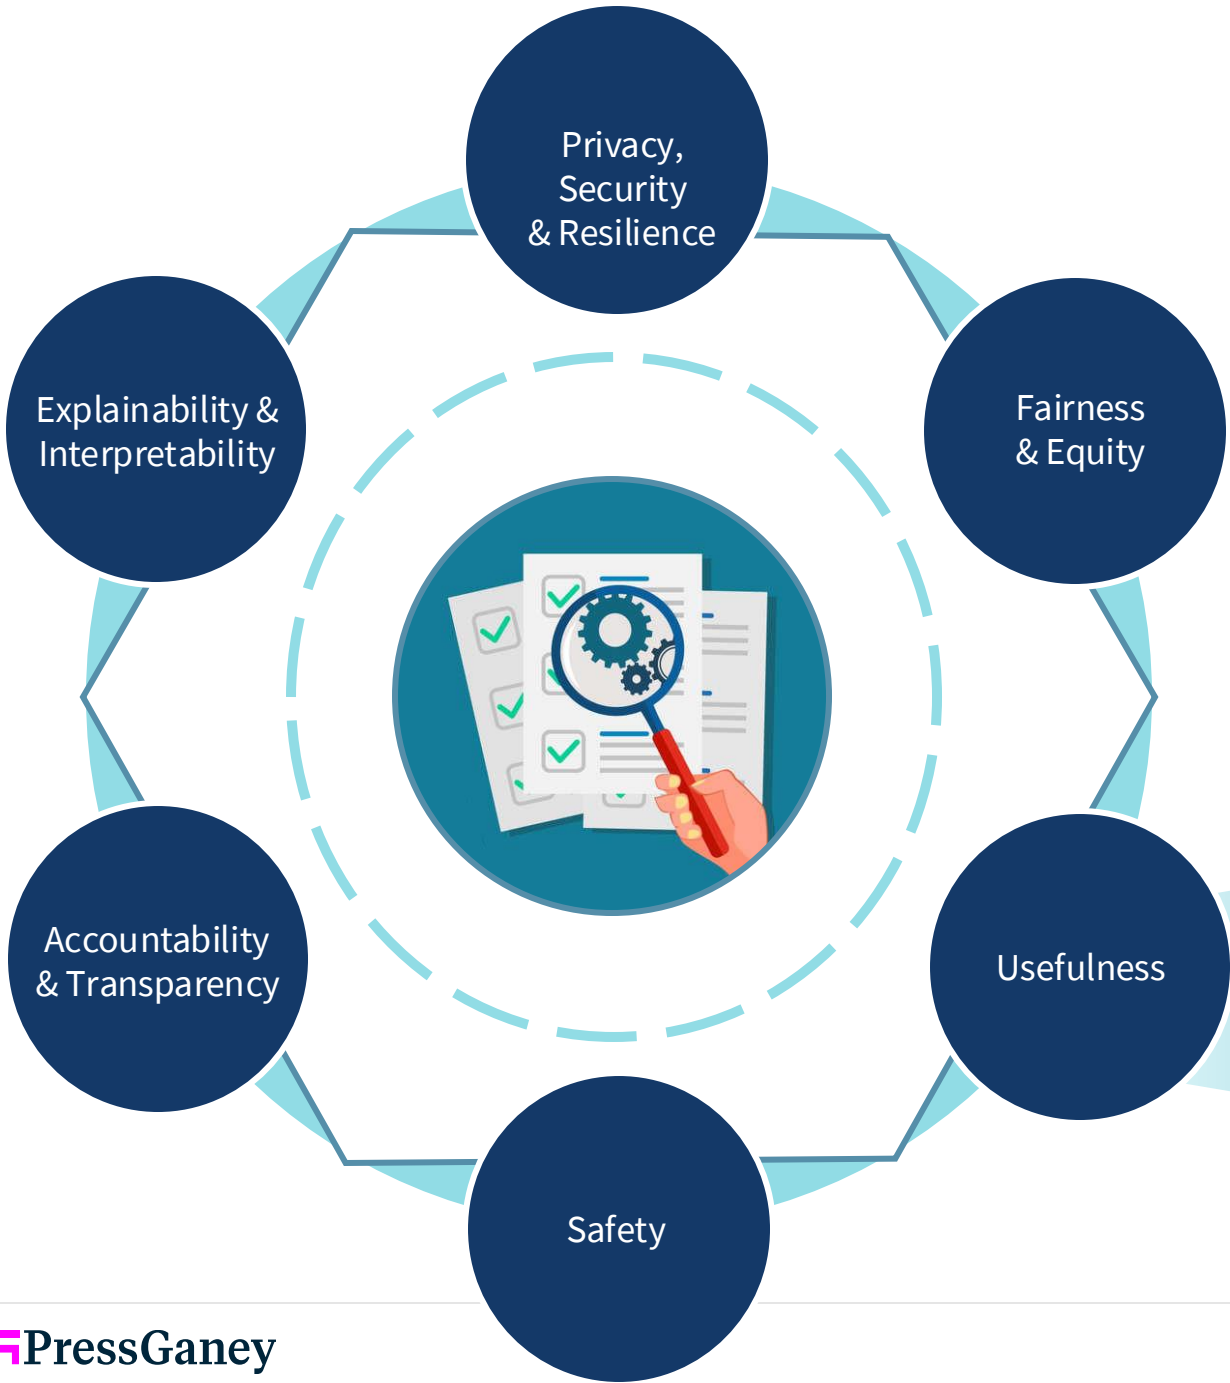 Privacy,
Security
& Resilience
Explainability &
Interpretability
Fairness
& Equity
Accountability
& Transparency
Usefulness
Safety
PressGaney